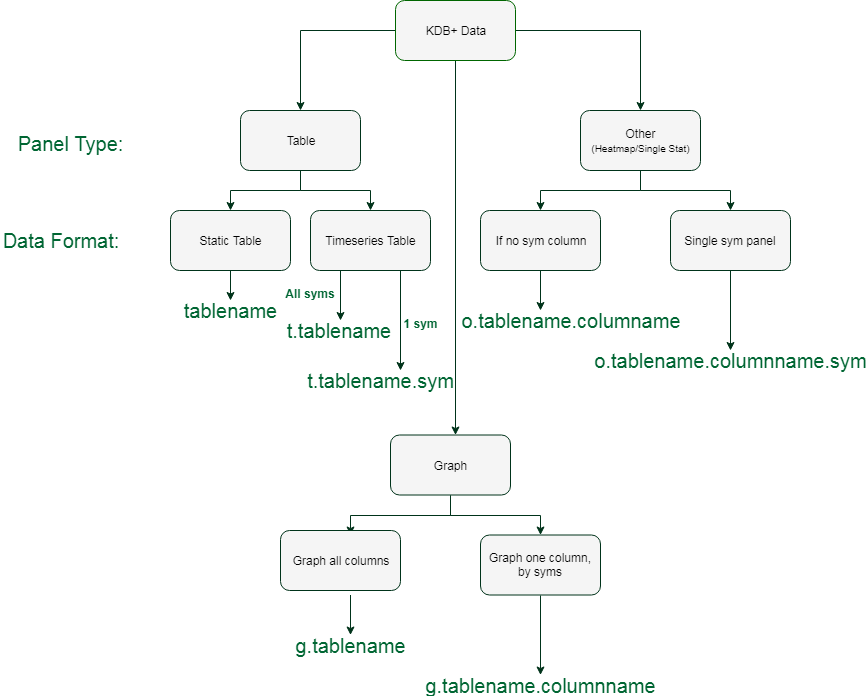 KDB+ Data
Panel Type:
Table
Other
(Heatmap/Single Stat)
Data Format:
Static Table
Timeseries Table
If no sym column
Single sym panel
All syms
1 sym
tablename
t.tablename
o.tablename.columname
t.tablename.sym
o.tablename.columnname.sym
Graph
Graph all columns
Graph one column,
by syms
g.tablename
g.tablename.columnname